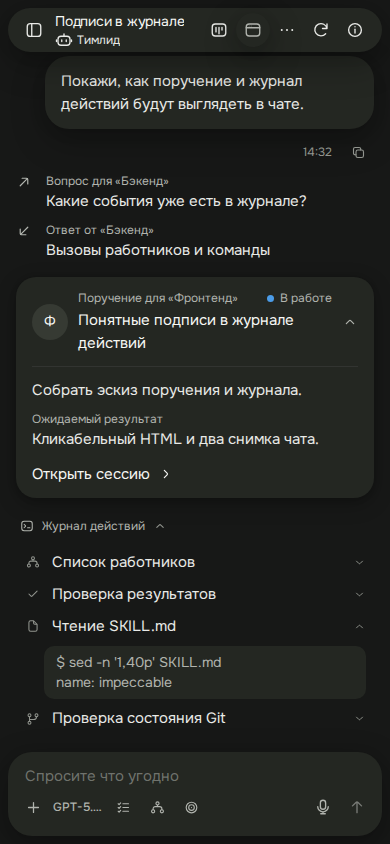 Подписи в журнале
Тимлид
Покажи, как поручение и журнал
действий будут выглядеть в чате.
14:32
Вопрос для «Бэкенд»
Какие события уже есть в журнале?
Ответ от «Бэкенд»
Вызовы работников и команды
Поручение для «Фронтенд»
В работе
Ф
Понятные подписи в журнале
действий
Собрать эскиз поручения и журнала.
Ожидаемый результат
Кликабельный HTML и два снимка чата.
Открыть сессию
Журнал действий
Список работников
Проверка результатов
Чтение SKILL.md
$ sed -n '1,40p' SKILL.md
name: impeccable
Проверка состояния Git
Спросите что угодно
GPT-5....